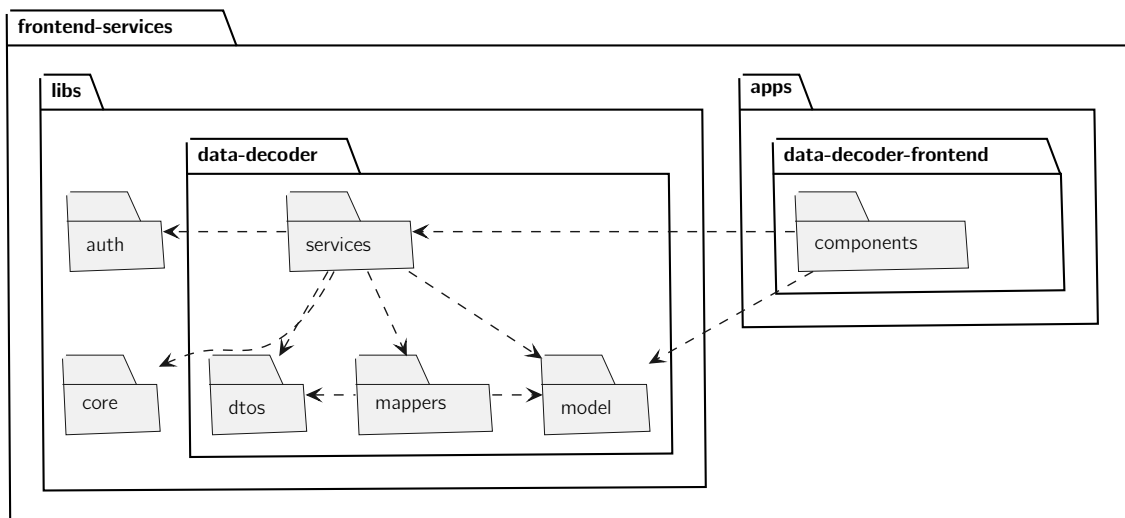 frontend-services
libs
apps
data-decoder
data-decoder-frontend
auth
services
components
core
dtos
mappers
model